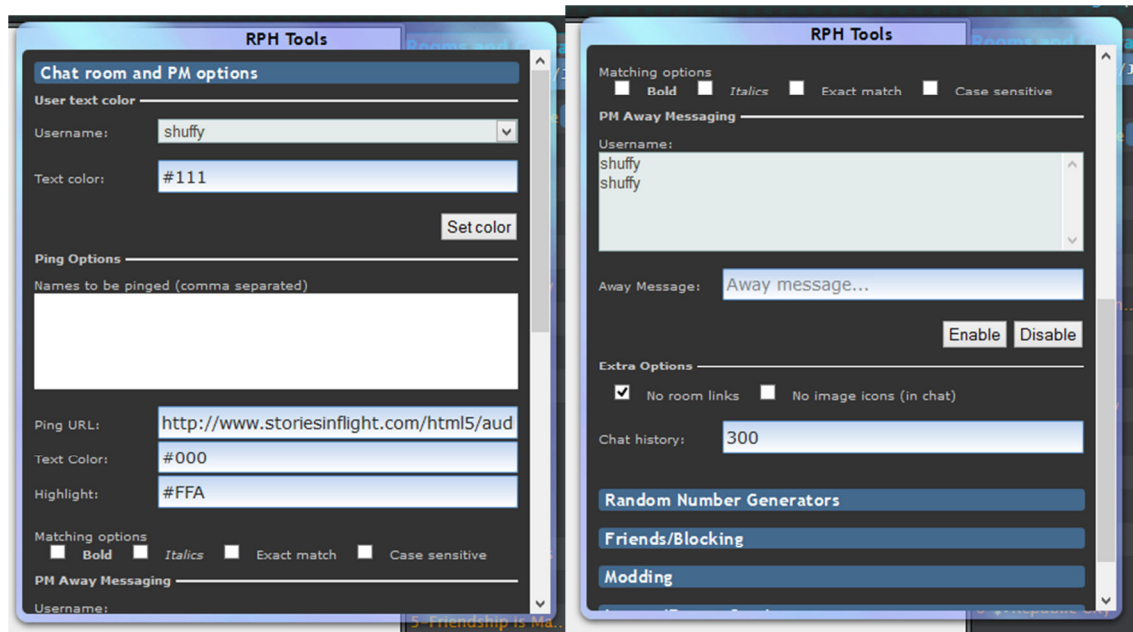 RPH Tools
Chat room and PM options
User text color
Username: shuffy
Text color: #111
Set color
Ping Options
Names to be pinged (comma separated)
Ping URL: http://www.storiesinflight.com/html5/aud
Text Color: #000
Highlight: #FFA
Matching options
Bold Italics Exact match Case sensitive
PM Away Messaging
Username:
5-Friendship is Ma...
RPH Tools
Matching options
Bold Italics Exact match Case sensitive
PM Away Messaging
Username:
shuffy
shuffy
Away Message: Away message...
Enable Disable
Extra Options
No room links No image icons (in chat)
Chat history: 300
Random Number Generators
Friends/Blocking
Modding